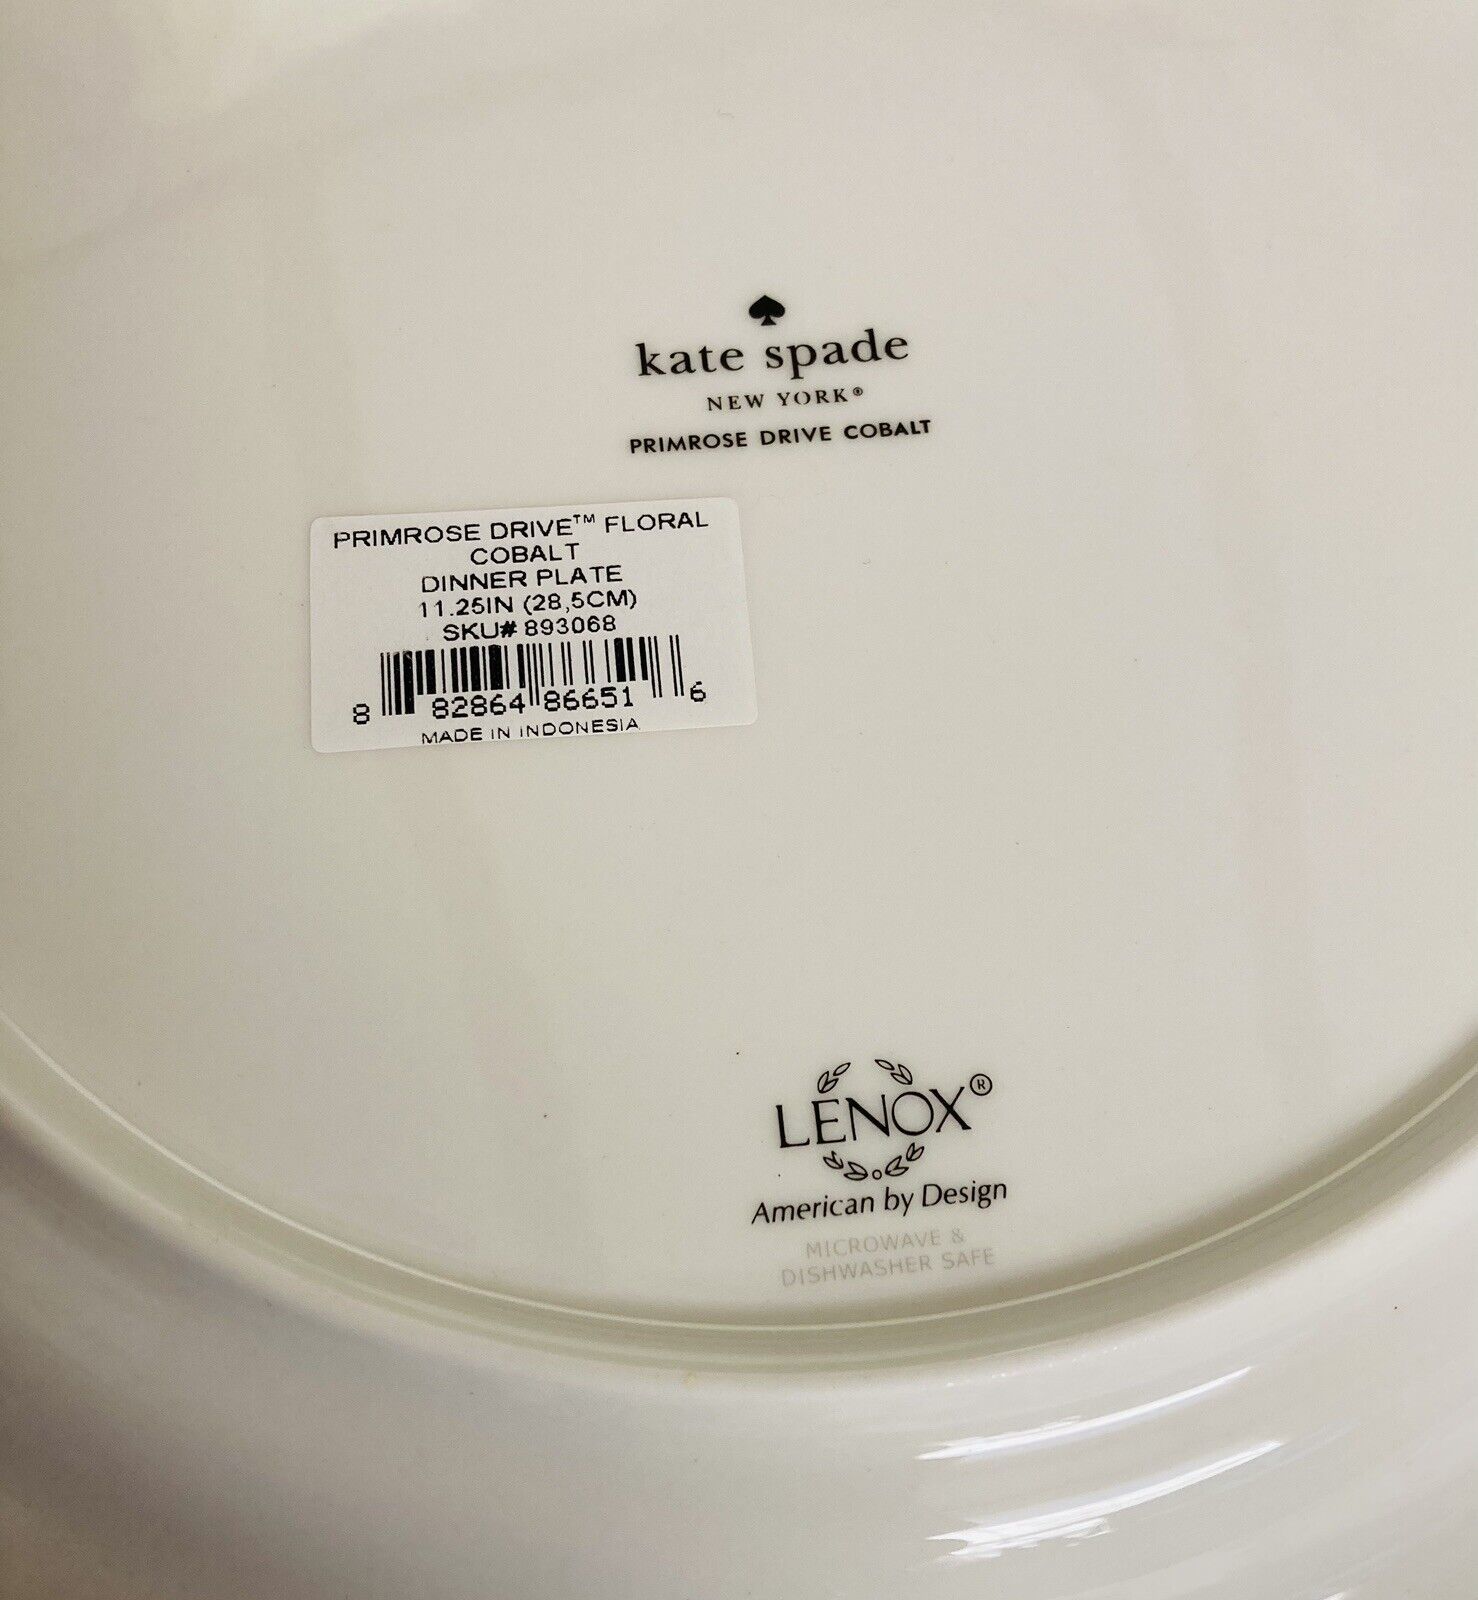 kate spade
NEW YORK®
PRIMROSE DRIVE COBALT
PRIMROSE DRIVE™ FLORAL
COBALT
DINNER PLATE
11.25IN (28,5CM)
SKU# 893068
8 82864 86651 6
MADE IN INDONESIA
LENOX®
American by Design
MICROWAVE &
DISHWASHER SAFE